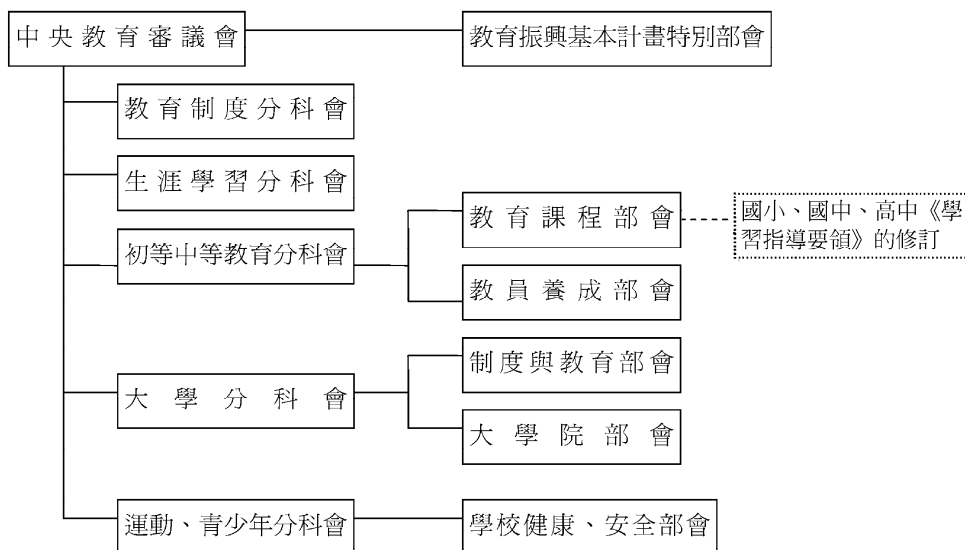 中央教育審議會
教育振興基本計畫特別部會
教育制度分科會
生涯學習分科會
初等中等教育分科會
教育課程部會
國小、國中、高中《學
習指導要領》的修訂
教員養成部會
大學分科會
制度與教育部會
大學院部會
運動、青少年分科會
學校健康、安全部會